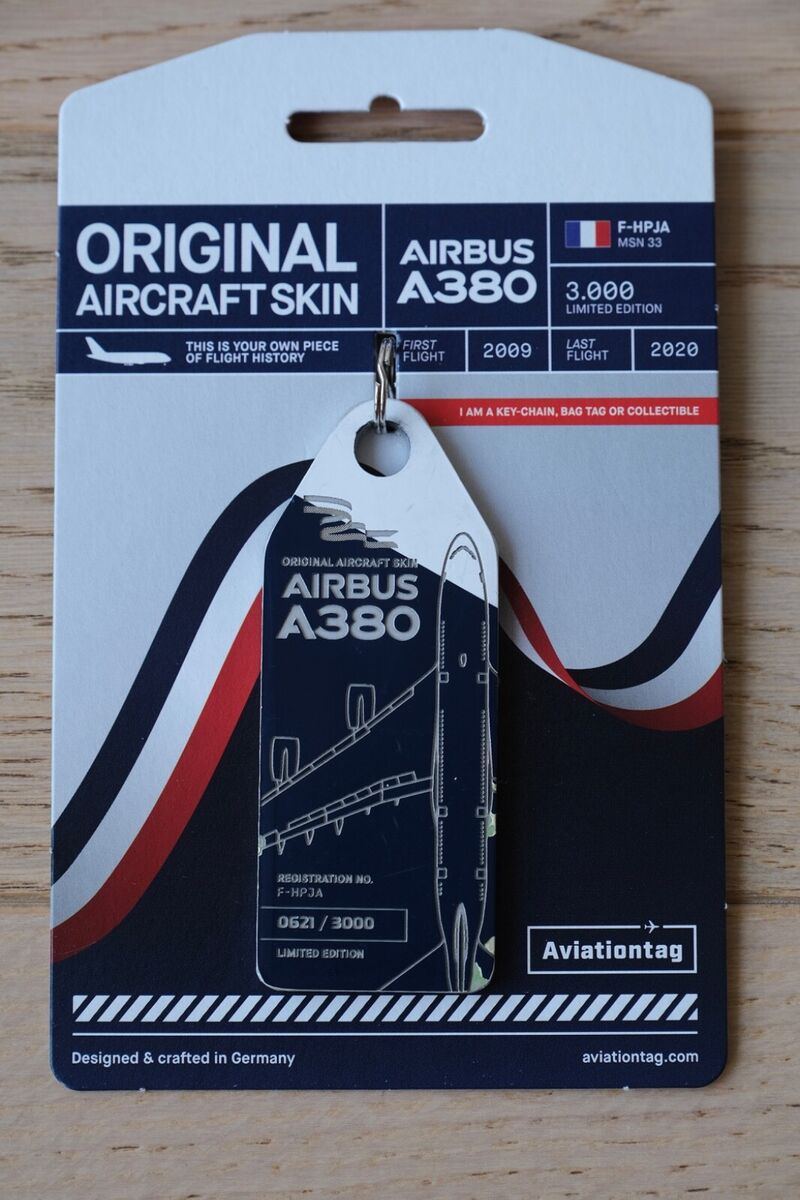 ORIGINAL
AIRCRAFT SKIN
AIRBUS
A380
F-HPJA
MSN 33
3.000
LIMITED EDITION
THIS IS YOUR OWN PIECE
OF FLIGHT HISTORY
FIRST
FLIGHT
2009
LAST
FLIGHT
2020
I AM A KEY-CHAIN, BAG TAG OR COLLECTIBLE
ORIGINAL AIRCRAFT SKIN
AIRBUS
A380
REGISTRATION NO.
F-HPJA
0621 / 3000
LIMITED EDITION
Aviationtag
Designed & crafted in Germany
aviationtag.com